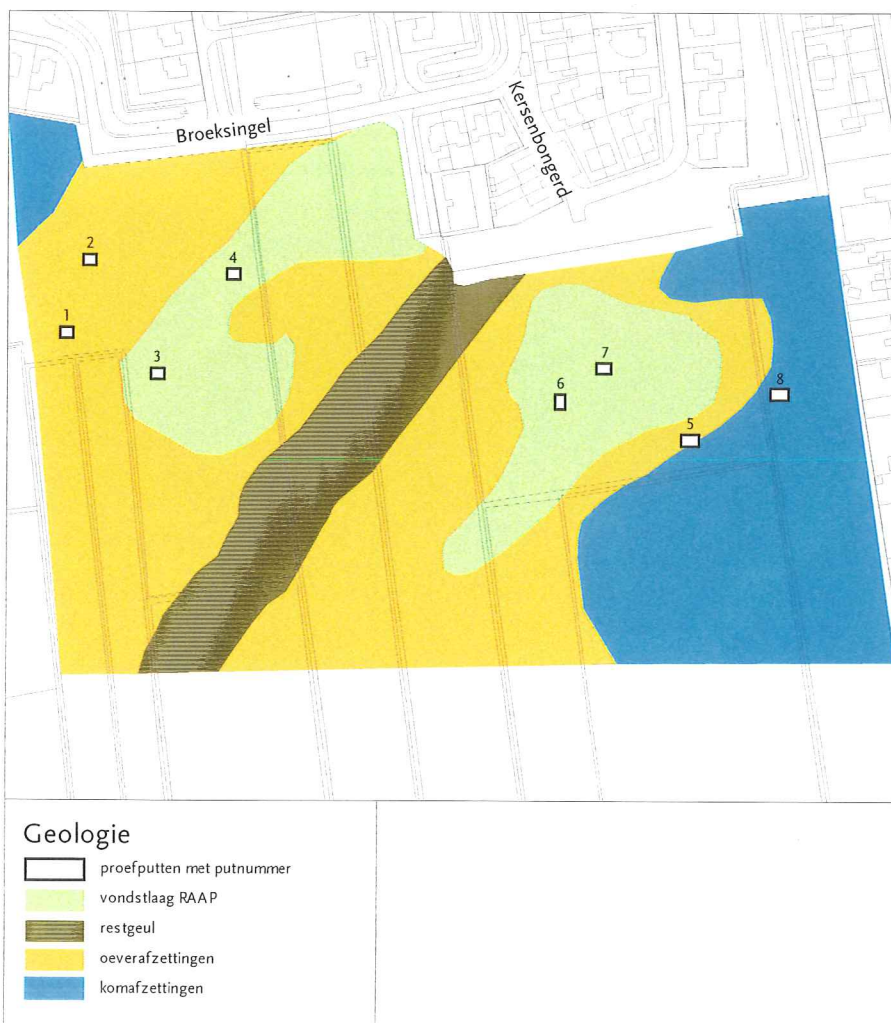 Broeksingel
Kersenbongerd
2
4
1
3
7
6
8
5
Geologie
proefputten met putnummer
vondstlaag RAAP
restgeul
oeverafzettingen
komafzettingen